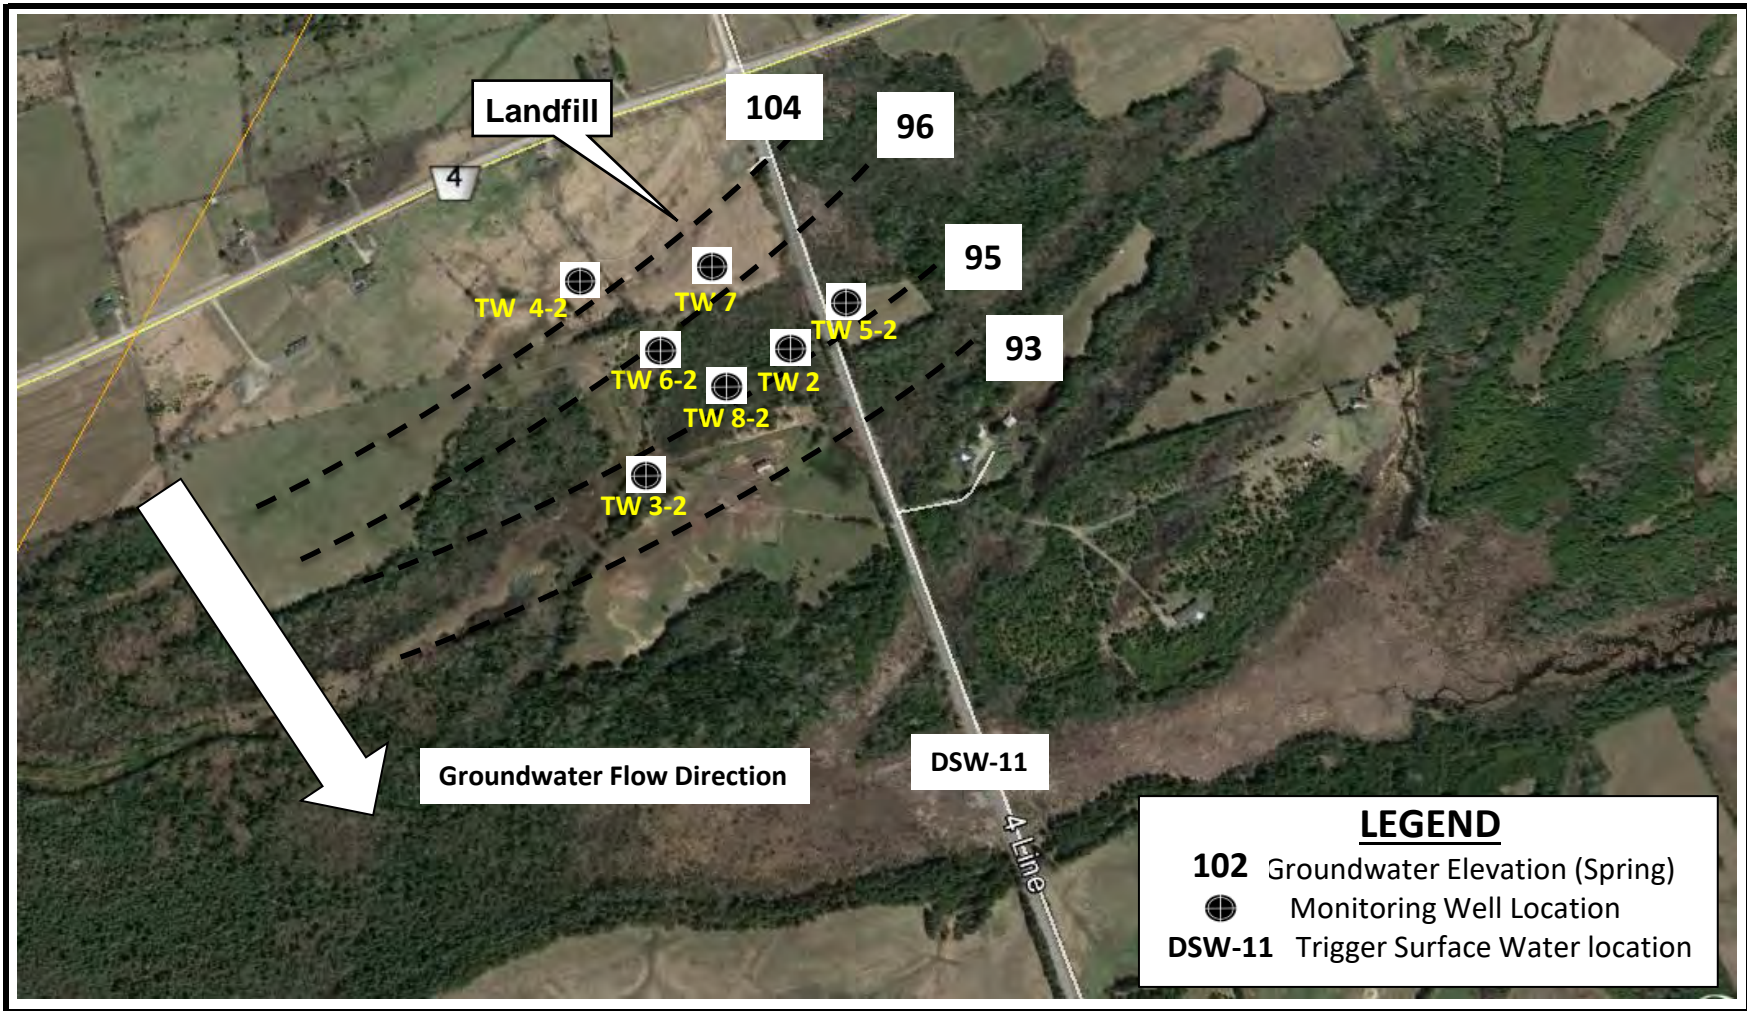 Landfill
104
96
4
95
TW 4-2
TW 7
TW 5-2
93
TW 6-2
TW 2
TW 8-2
TW 3-2
Groundwater Flow Direction
DSW-11
4 Line
LEGEND
102 Groundwater Elevation (Spring)
Monitoring Well Location
DSW-11 Trigger Surface Water location